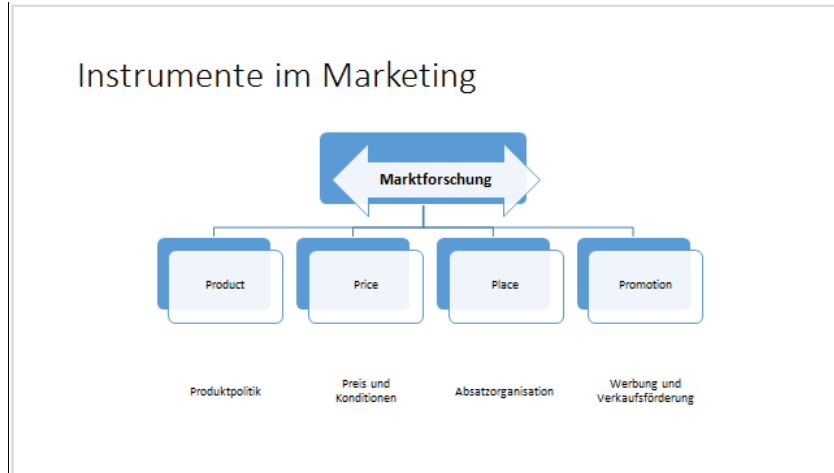 Instrumente im Marketing
Marktforschung
Product
Price
Place
Promotion
Produktpolitik
Preis und
Konditionen
Absatzorganisation
Werbung und
Verkaufsförderung